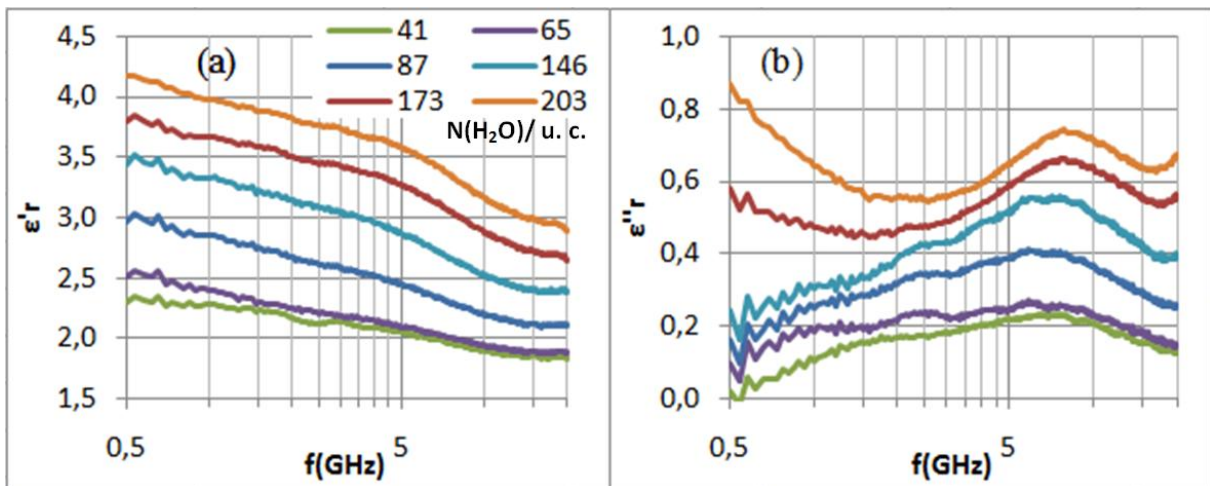 4,5
4,0
3,5
3,0
2,5
2,0
1,5
ε'r
(a)
41 65
87 146
173 203
N(H₂O)/ u. c.
0,5 5
f(GHz)
1,0
0,8
0,6
0,4
0,2
0,0
ε''r
(b)
0,5 5
f(GHz)